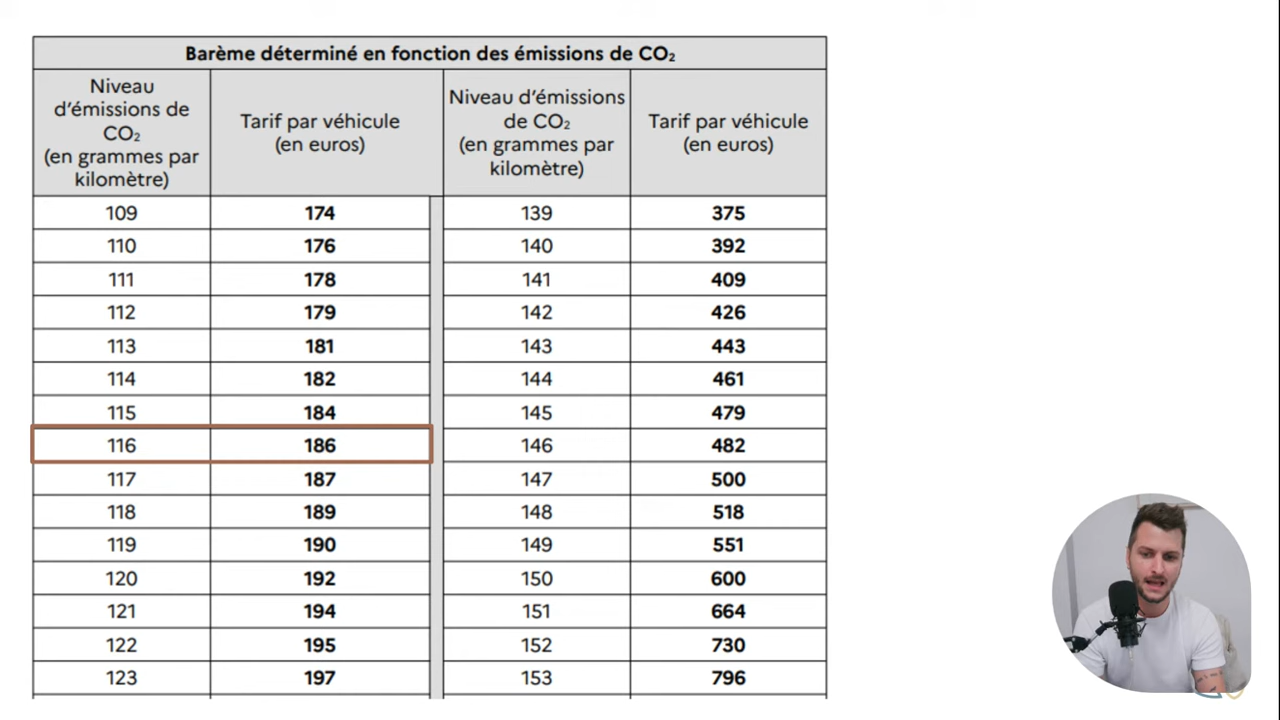 Barème déterminé en fonction des émissions de CO₂
Niveau
d'émissions de
CO₂
(en grammes par
kilomètre)
Tarif par véhicule
(en euros)
Niveau d'émissions
de CO₂
(en grammes par
kilomètre)
Tarif par véhicule
(en euros)
109 174 139 375
110 176 140 392
111 178 141 409
112 179 142 426
113 181 143 443
114 182 144 461
115 184 145 479
116 186 146 482
117 187 147 500
118 189 148 518
119 190 149 551
120 192 150 600
121 194 151 664
122 195 152 730
123 197 153 796